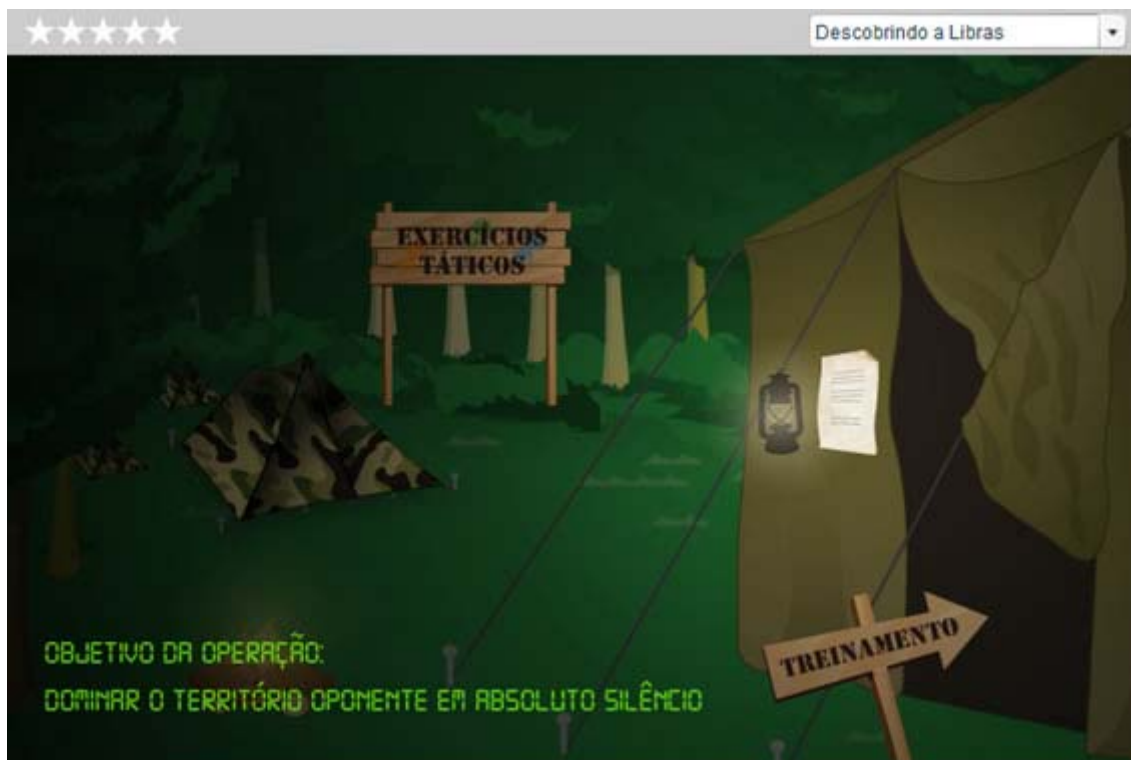 Descobrindo a Libras
EXERCÍCIOS
TÁTICOS
TREINAMENTO
OBJETIVO DA OPERAÇÃO:
DOMINAR O TERRITÓRIO OPONENTE EM ABSOLUTO SILÊNCIO